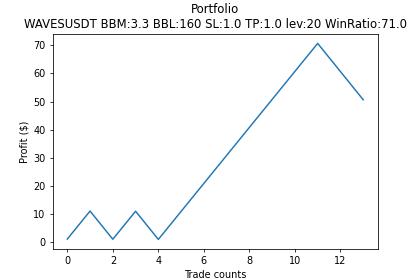 Portfolio
WAVESUSDT BBM:3.3 BBL:160 SL:1.0 TP:1.0 lev:20 WinRatio:71.0
70
60
50
40
30
20
10
0
Profit ($)
0 2 4 6 8 10 12
Trade counts